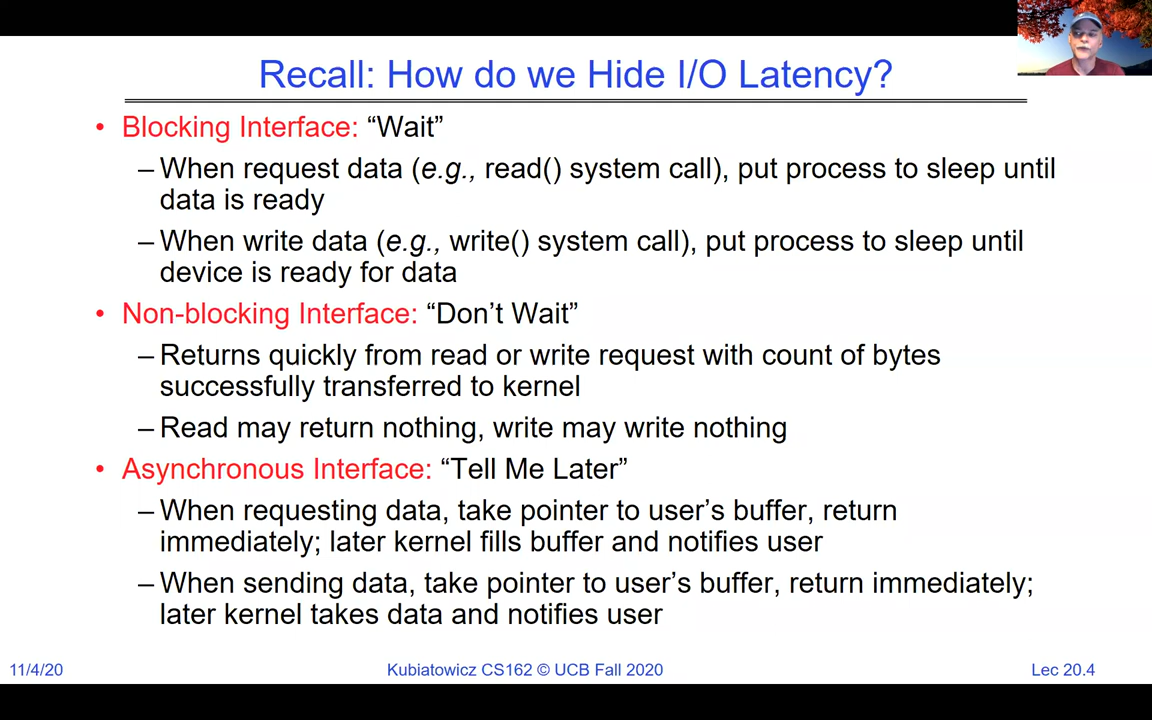 Recall: How do we Hide I/O Latency?
• Blocking Interface: “Wait”
– When request data (e.g., read() system call), put process to sleep until
data is ready
– When write data (e.g., write() system call), put process to sleep until
device is ready for data
• Non-blocking Interface: “Don’t Wait”
– Returns quickly from read or write request with count of bytes
successfully transferred to kernel
– Read may return nothing, write may write nothing
• Asynchronous Interface: “Tell Me Later”
– When requesting data, take pointer to user’s buffer, return
immediately; later kernel fills buffer and notifies user
– When sending data, take pointer to user’s buffer, return immediately;
later kernel takes data and notifies user
11/4/20
Kubiatowicz CS162 © UCB Fall 2020
Lec 20.4